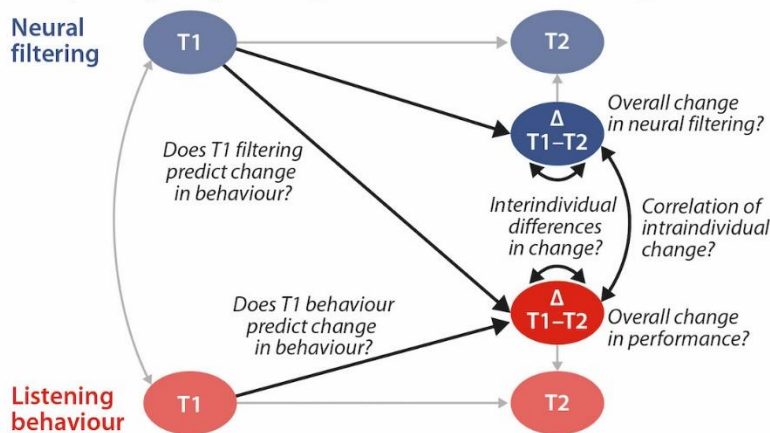 Neural
filtering
T1
T2
Δ
T1–T2
Overall change
in neural filtering?
Does T1 filtering
predict change
in behaviour?
Interindividual
differences
in change?
Correlation of
intraindividual
change?
Does T1 behaviour
predict change
in behaviour?
Δ
T1–T2
Overall change
in performance?
Listening
behaviour
T1
T2